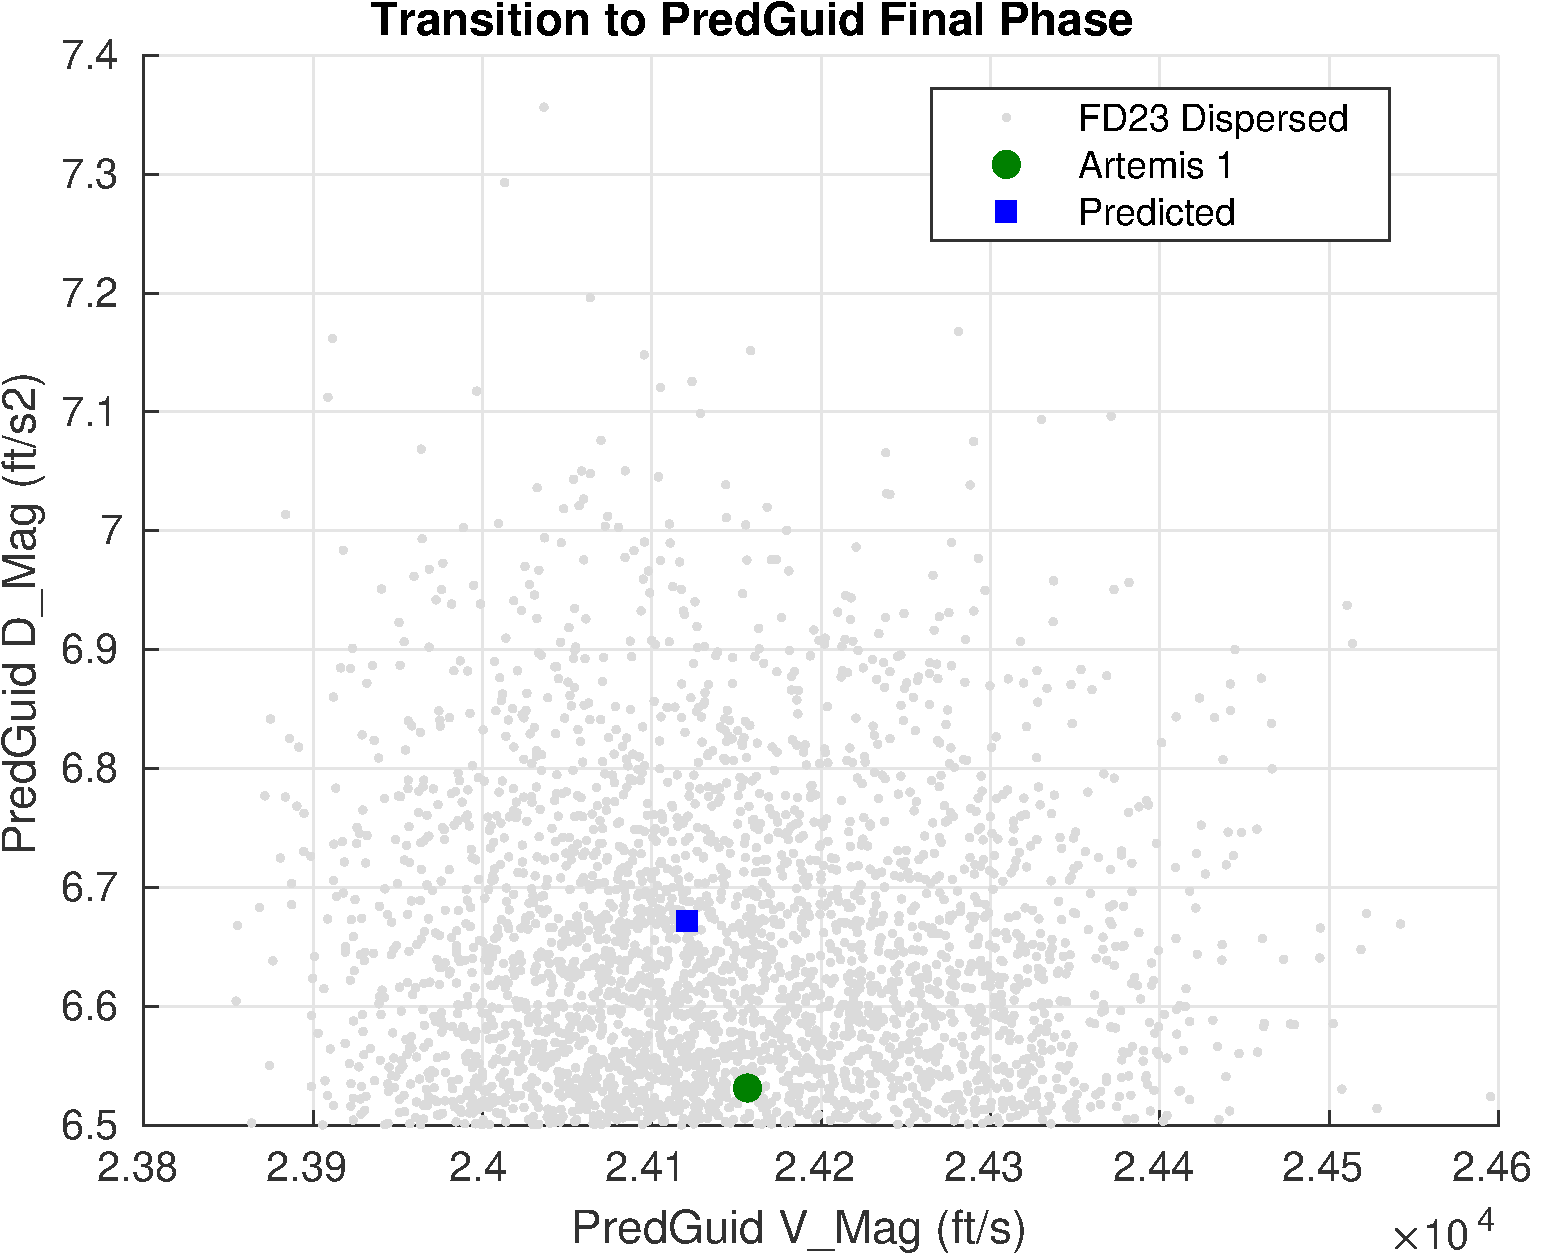 Transition to PredGuid Final Phase
FD23 Dispersed
Artemis 1
Predicted
PredGuid D_Mag (ft/s2)
7.4
7.3
7.2
7.1
7
6.9
6.8
6.7
6.6
6.5
2.38 2.39 2.4 2.41 2.42 2.43 2.44 2.45 2.46
PredGuid V_Mag (ft/s)
×10⁴